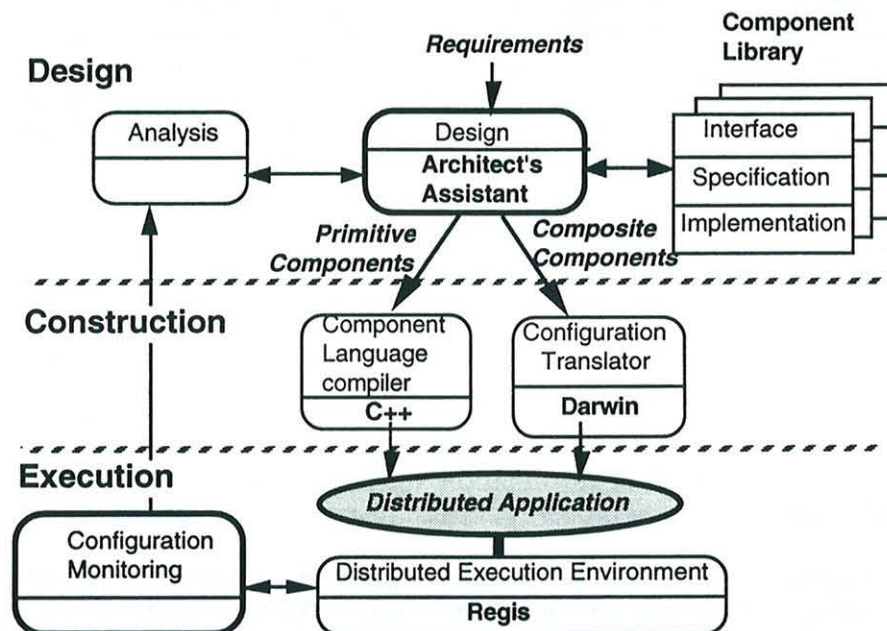 Requirements
Component
Library
Design
Analysis
Design
Architect's
Assistant
Interface
Specification
Implementation
Primitive
Components
Composite
Components
Construction
Component
Language
compiler
C++
Configuration
Translator
Darwin
Execution
Distributed Application
Configuration
Monitoring
Distributed Execution Environment
Regis